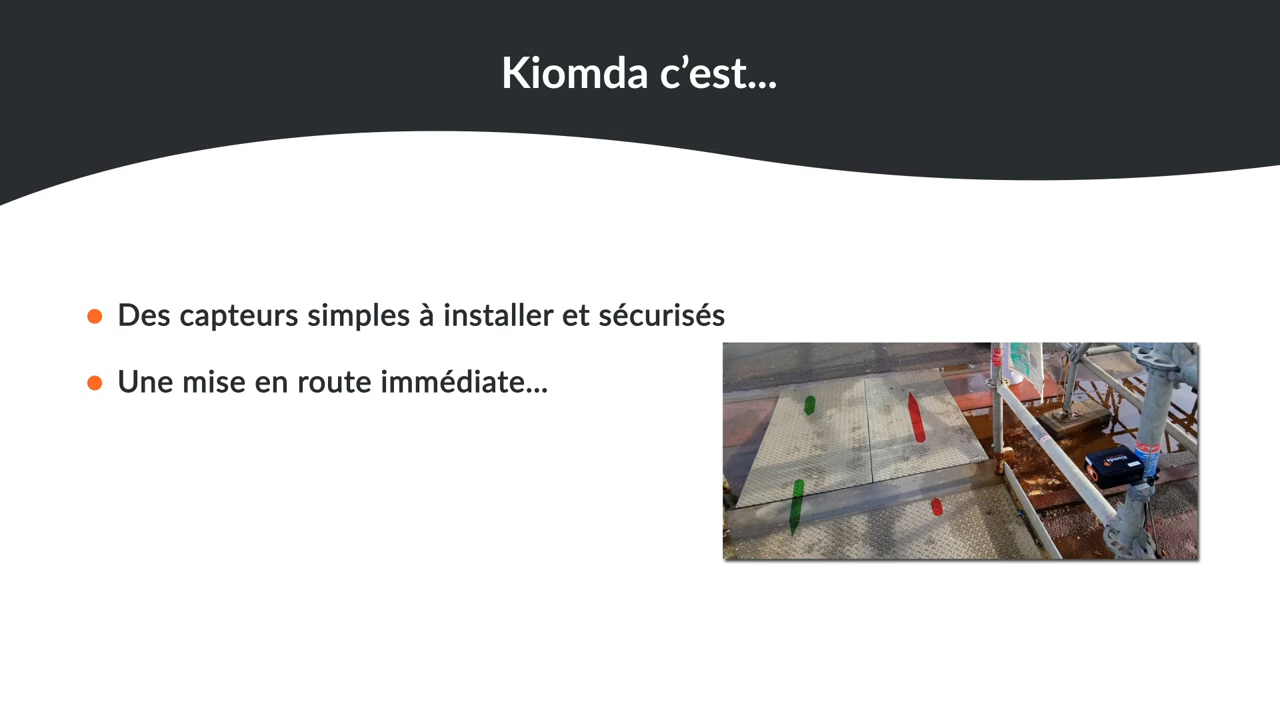 Kiomda c’est...
Des capteurs simples à installer et sécurisés
Une mise en route immédiate...